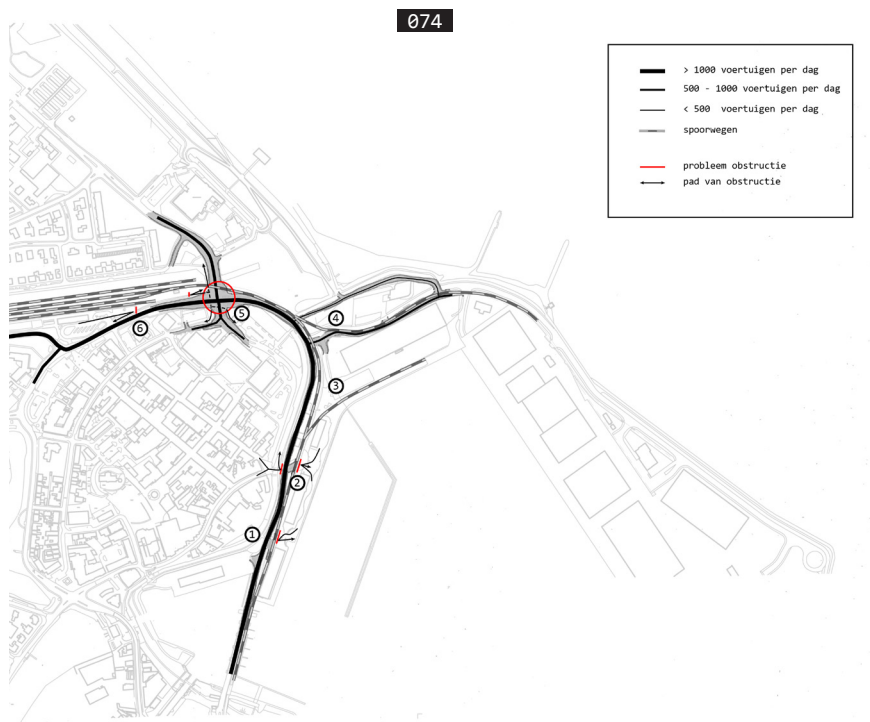 074
> 1000 voertuigen per dag
500 - 1000 voertuigen per dag
< 500 voertuigen per dag
spoorwegen
probleem obstructie
pad van obstructie
5
4
6
3
2
1